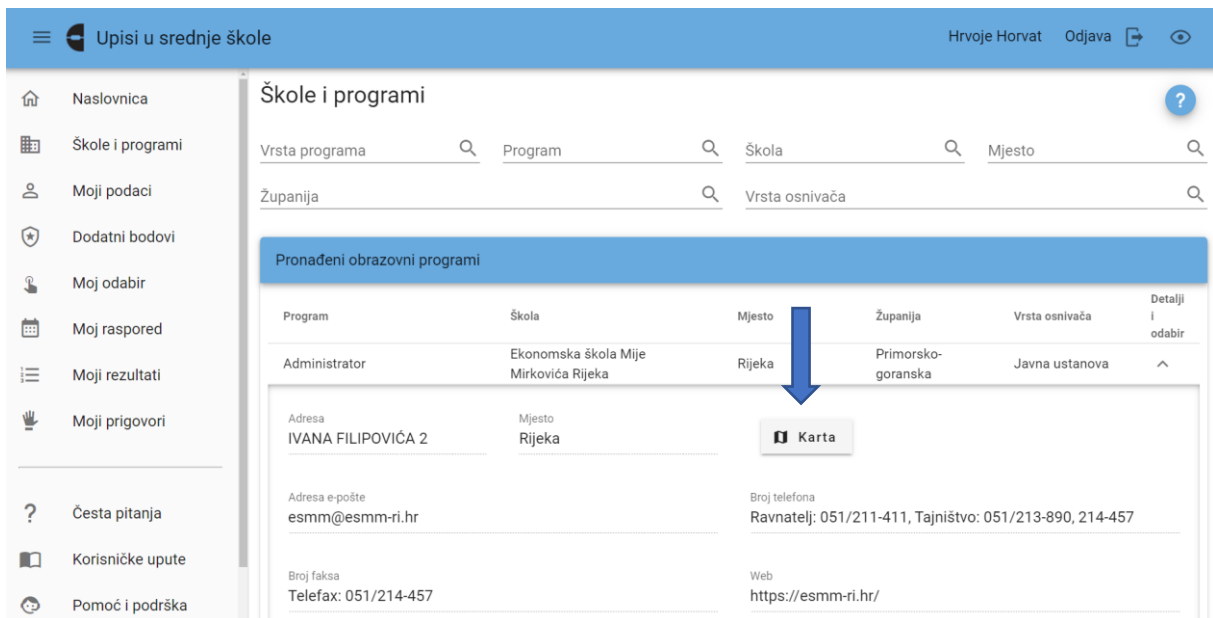 Upisi u srednje škole
Hrvoje Horvat Odjava
Naslovnica
Škole i programi
Moji podaci
Dodatni bodovi
Moj odabir
Moj raspored
Moji rezultati
Moji prigovori
Česta pitanja
Korisničke upute
Pomoć i podrška
Škole i programi
?
Vrsta programa Program Škola Mjesto
Županija Vrsta osnivača
Pronađeni obrazovni programi
Program Škola Mjesto Županija Vrsta osnivača Detalji
i
odabir
Administrator Ekonomska škola Mije Rijeka Primorsko- Javna ustanova
Mirkovića Rijeka goranska
Adresa Mjesto
IVANA FILIPOVIĆA 2 Rijeka Karta
Adresa e-pošte Broj telefona
esmm@esmm-ri.hr Ravnatelj: 051/211-411, Tajništvo: 051/213-890, 214-457
Broj faksa Web
Telefax: 051/214-457 https://esmm-ri.hr/